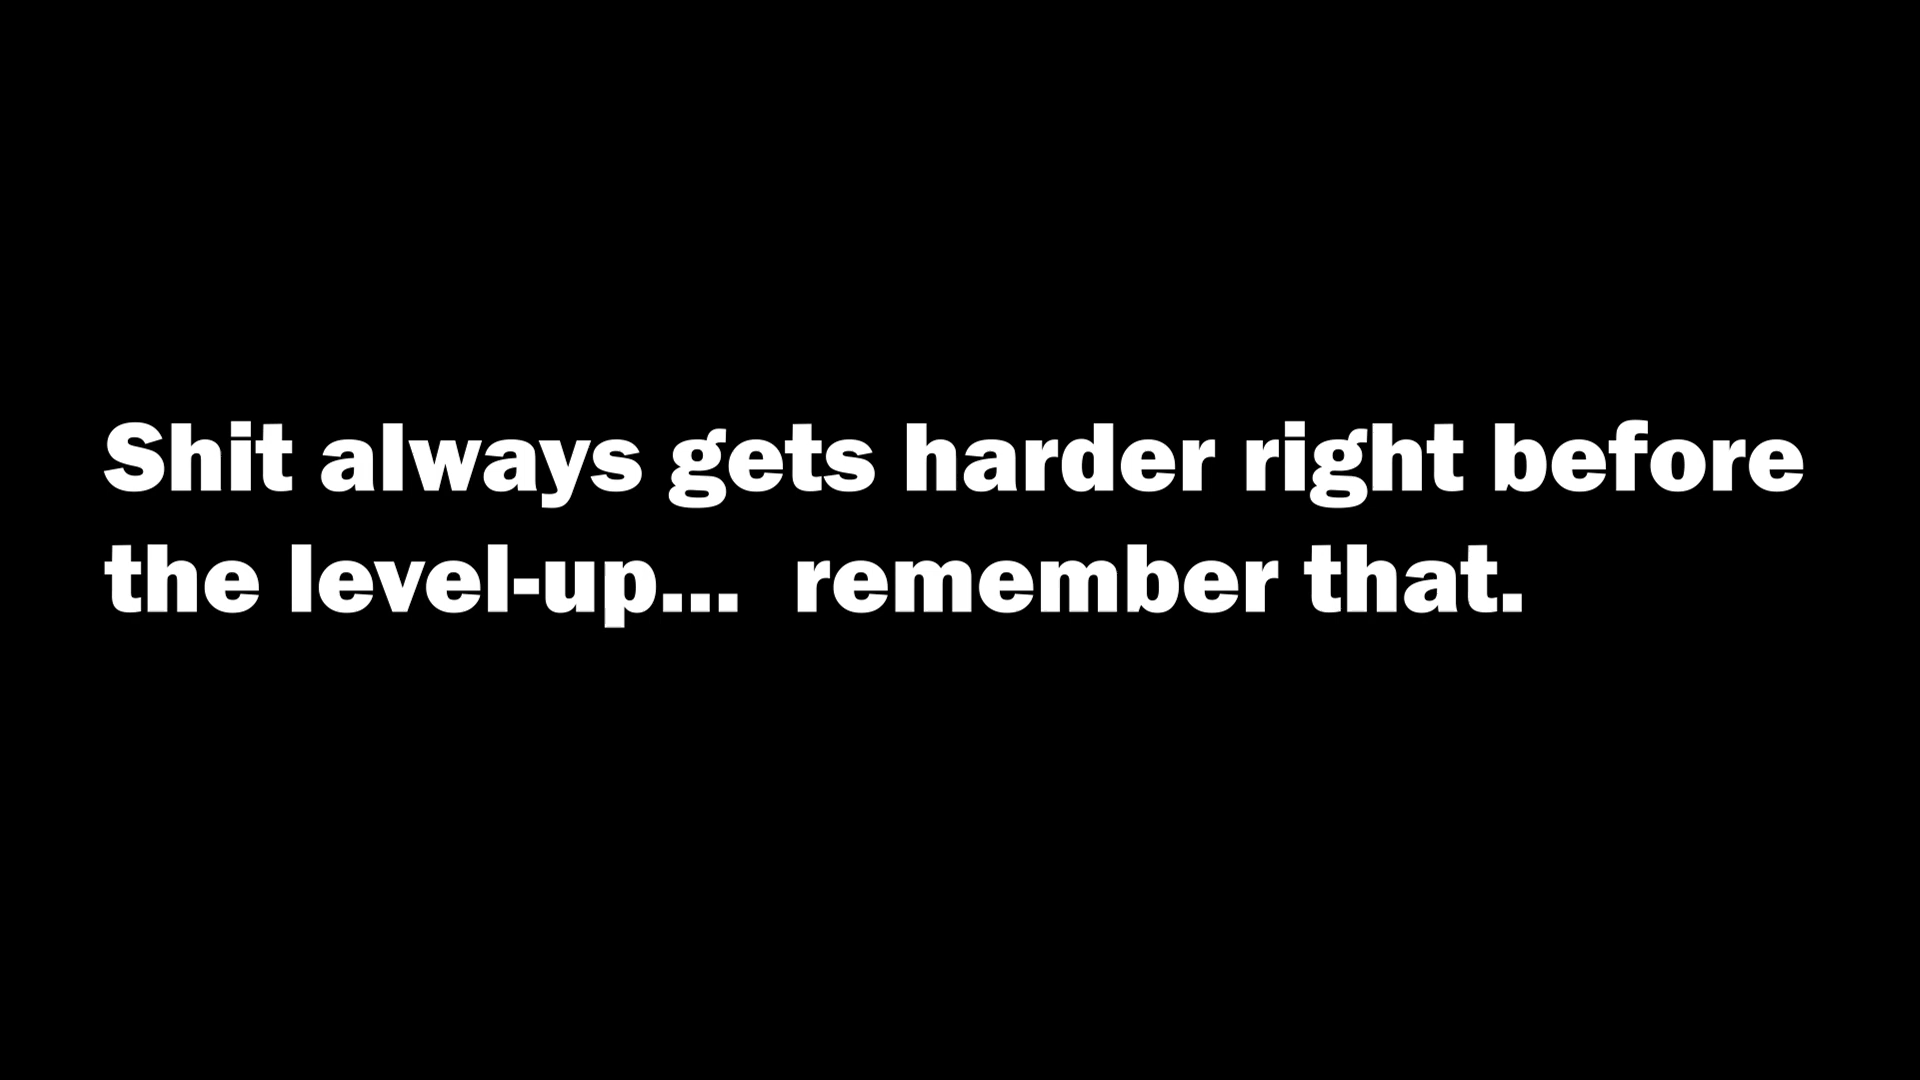 Shit always gets harder right before
the level-up...  remember that.